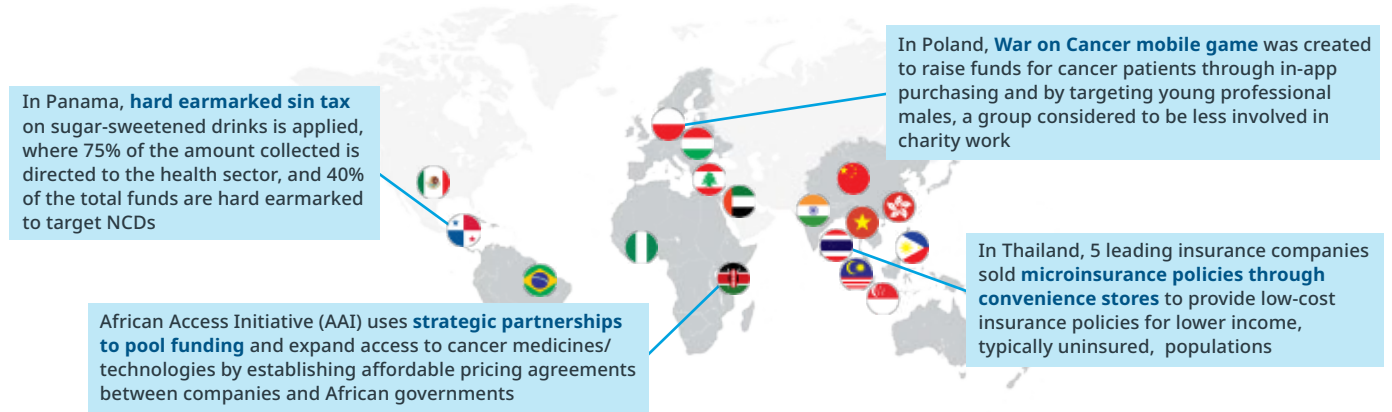 In Poland, War on Cancer mobile game was created
to raise funds for cancer patients through in-app
purchasing and by targeting young professional
males, a group considered to be less involved in
charity work
In Panama, hard earmarked sin tax
on sugar-sweetened drinks is applied,
where 75% of the amount collected is
directed to the health sector, and 40%
of the total funds are hard earmarked
to target NCDs
In Thailand, 5 leading insurance companies
sold microinsurance policies through
convenience stores to provide low-cost
insurance policies for lower income,
typically uninsured, populations
African Access Initiative (AAI) uses strategic partnerships
to pool funding and expand access to cancer medicines/
technologies by establishing affordable pricing agreements
between companies and African governments